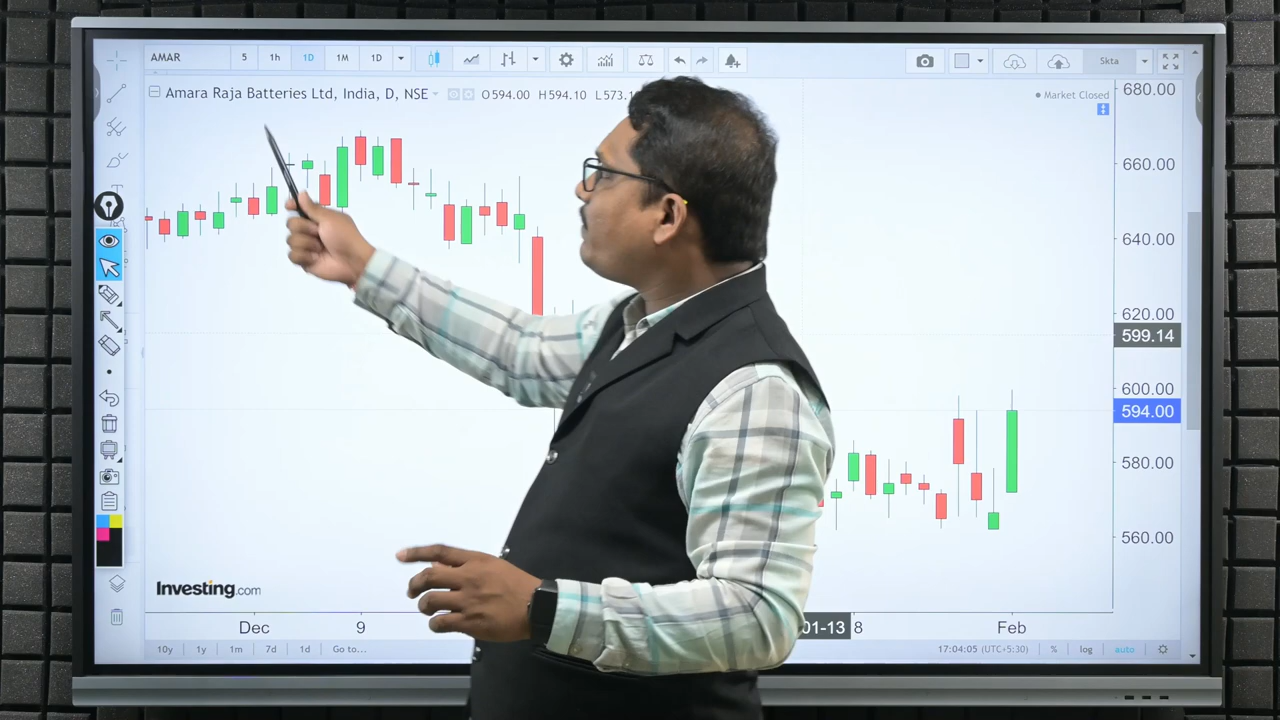 AMAR 5 1h 1D 1M 1D 5kta
Amara Raja Batteries Ltd, India, D, NSE O594.00 H594.10 L573.1
Market Closed
680.00
660.00
640.00
620.00
599.14
600.00
594.00
580.00
560.00
Investing.com
Dec 9 01-13 8 Feb
10y 1y 1m 7d 1d Go to... 17:04:05 (UTC+5:30) % log auto